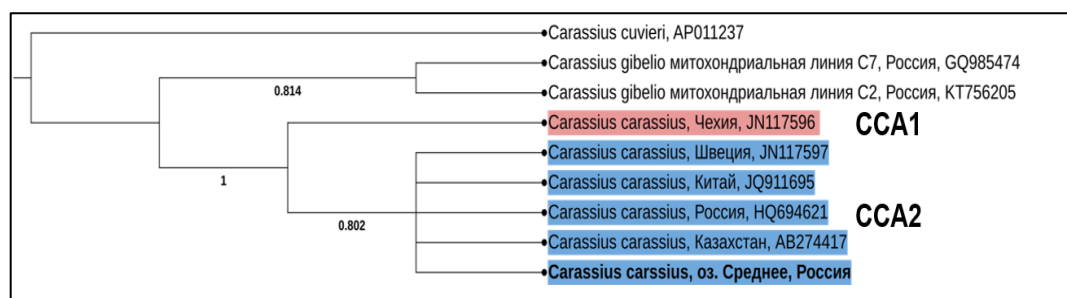 Carassius cuvieri, AP011237
Carassius gibelio митохондриальная линия C7, Россия, GQ985474
0.814
Carassius gibelio митохондриальная линия C2, Россия, KT756205
Carassius carassius, Чехия, JN117596 CCA1
Carassius carassius, Швеция, JN117597
1
Carassius carassius, Китай, JQ911695
Carassius carassius, Россия, HQ694621 CCA2
0.802
Carassius carassius, Казахстан, AB274417
Carassius carssius, оз. Среднее, Россия